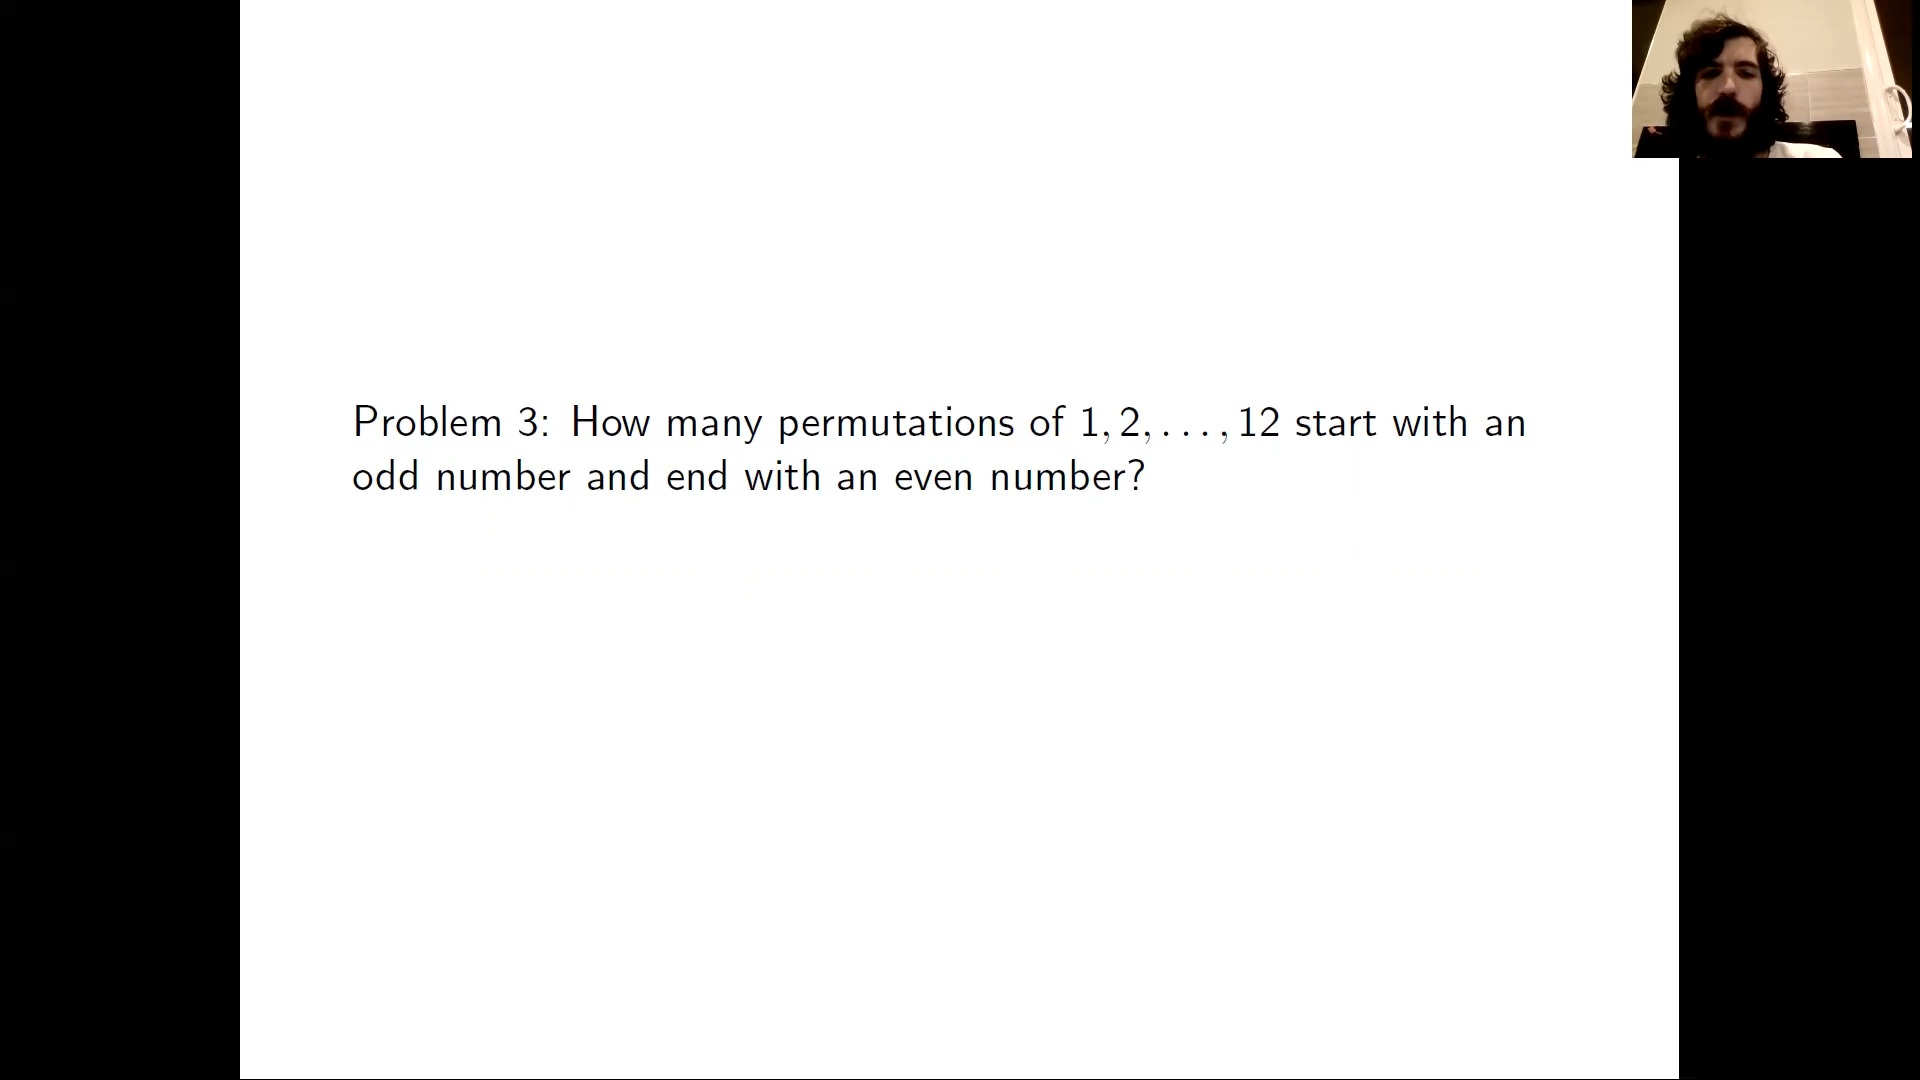 Problem 3: How many permutations of 1, 2, . . . , 12 start with an
odd number and end with an even number?